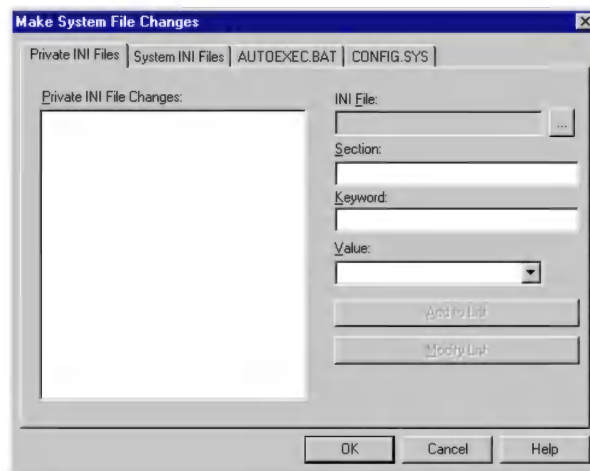 Make System File Changes
Private INI Files System INI Files AUTOEXEC.BAT CONFIG.SYS
Private INI File Changes:
INI File:
...
Section:
Keyword:
Value:
Add to List
Modify List
OK Cancel Help